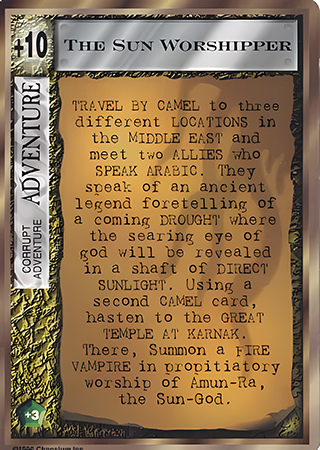 +10
THE SUN WORSHIPPER
ADVENTURE
CORRUPT
ADVENTURE
TRAVEL BY CAMEL to three
different LOCATIONS in
the MIDDLE EAST and
meet two ALLIES who
SPEAK ARABIC. They
speak of an ancient
legend foretelling of
a coming DROUGHT where
the searing eye of
god will be revealed
in a shaft of DIRECT
SUNLIGHT. Using a
second CAMEL card,
hasten to the GREAT
TEMPLE AT KARNAK.
There, Summon a FIRE
VAMPIRE in propitiatory
worship of Amun-Ra,
the Sun-God.
+3
Chaosium Inc.